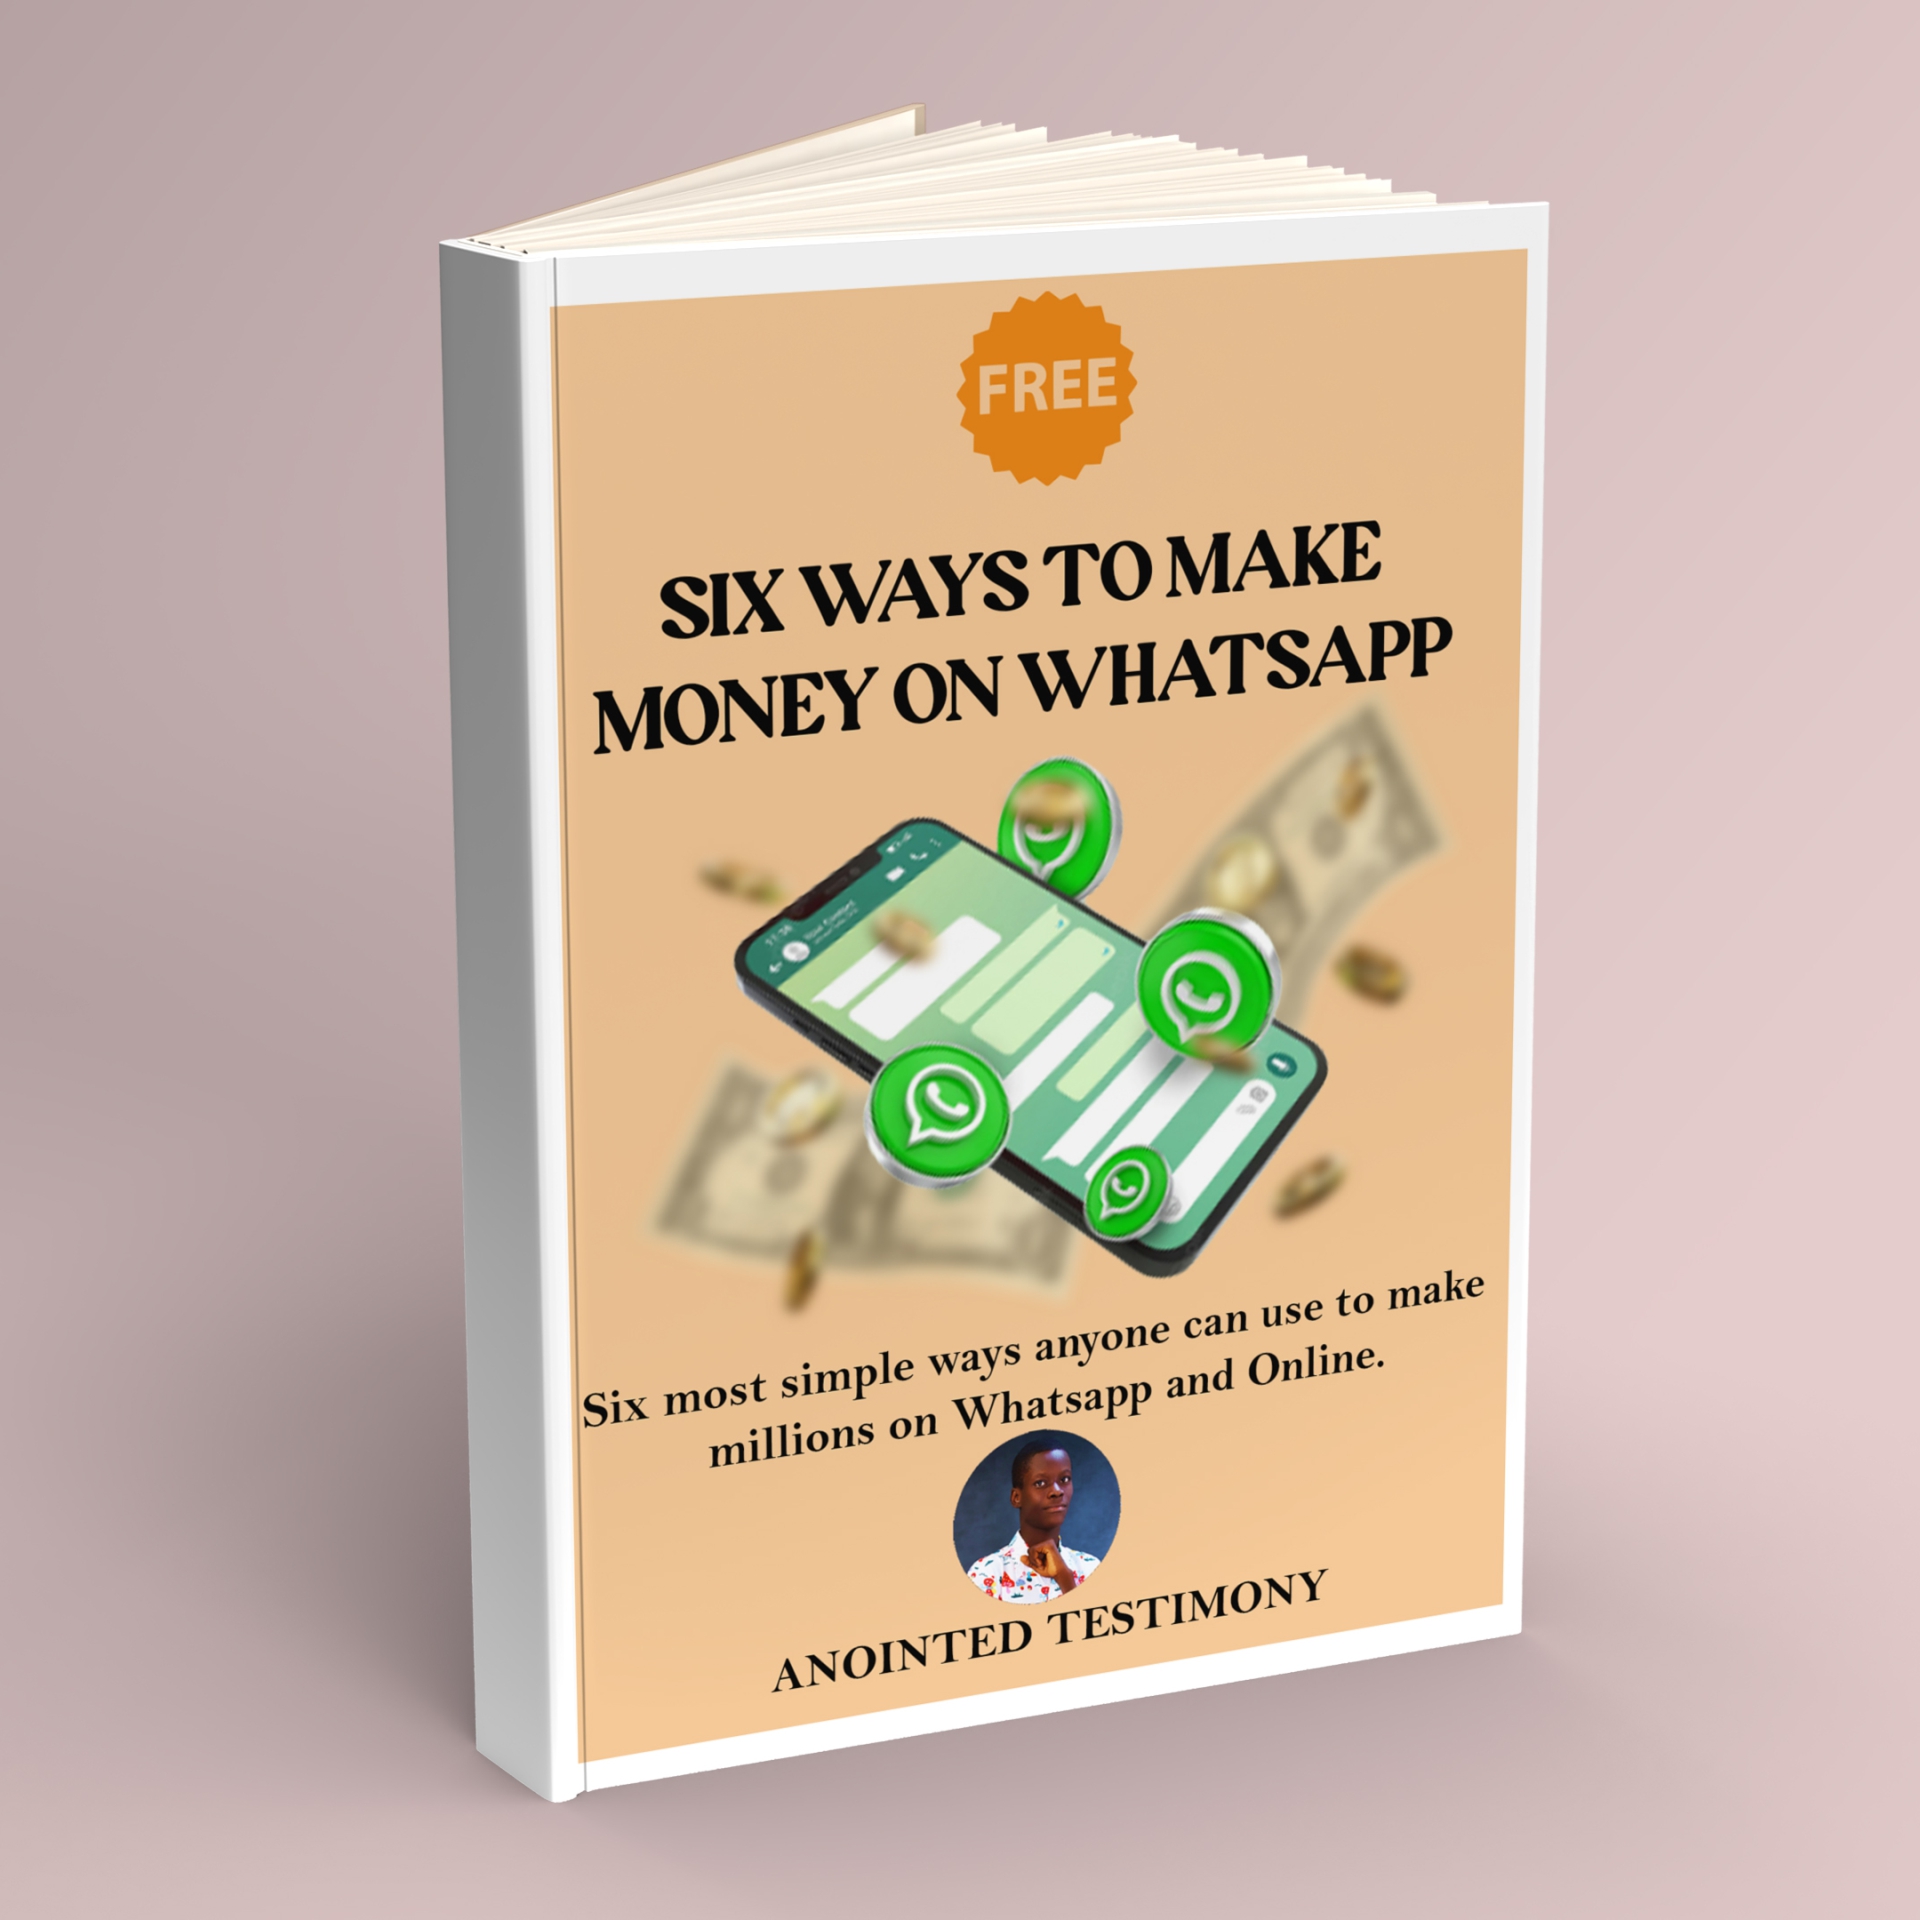 FREE
SIX WAYS TO MAKE
MONEY ON WHATSAPP
Six most simple ways anyone can use to make
millions on Whatsapp and Online.
ANOINTED TESTIMONY